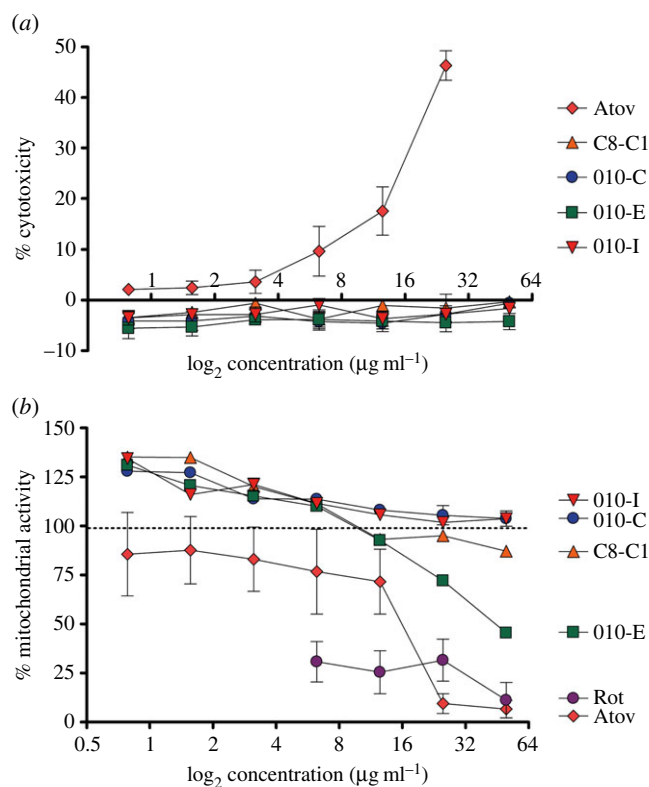 (a)
50
40
30
20
10
0
–10
% cytotoxicity
1 2 4 8 16 32 64
log2 concentration (µg ml–1)
Atov
C8-C1
010-C
010-E
010-I
(b)
150
125
100
75
50
25
0
% mitochondrial activity
0.5 1 2 4 8 16 32 64
log2 concentration (µg ml–1)
010-I
010-C
C8-C1
010-E
Rot
Atov